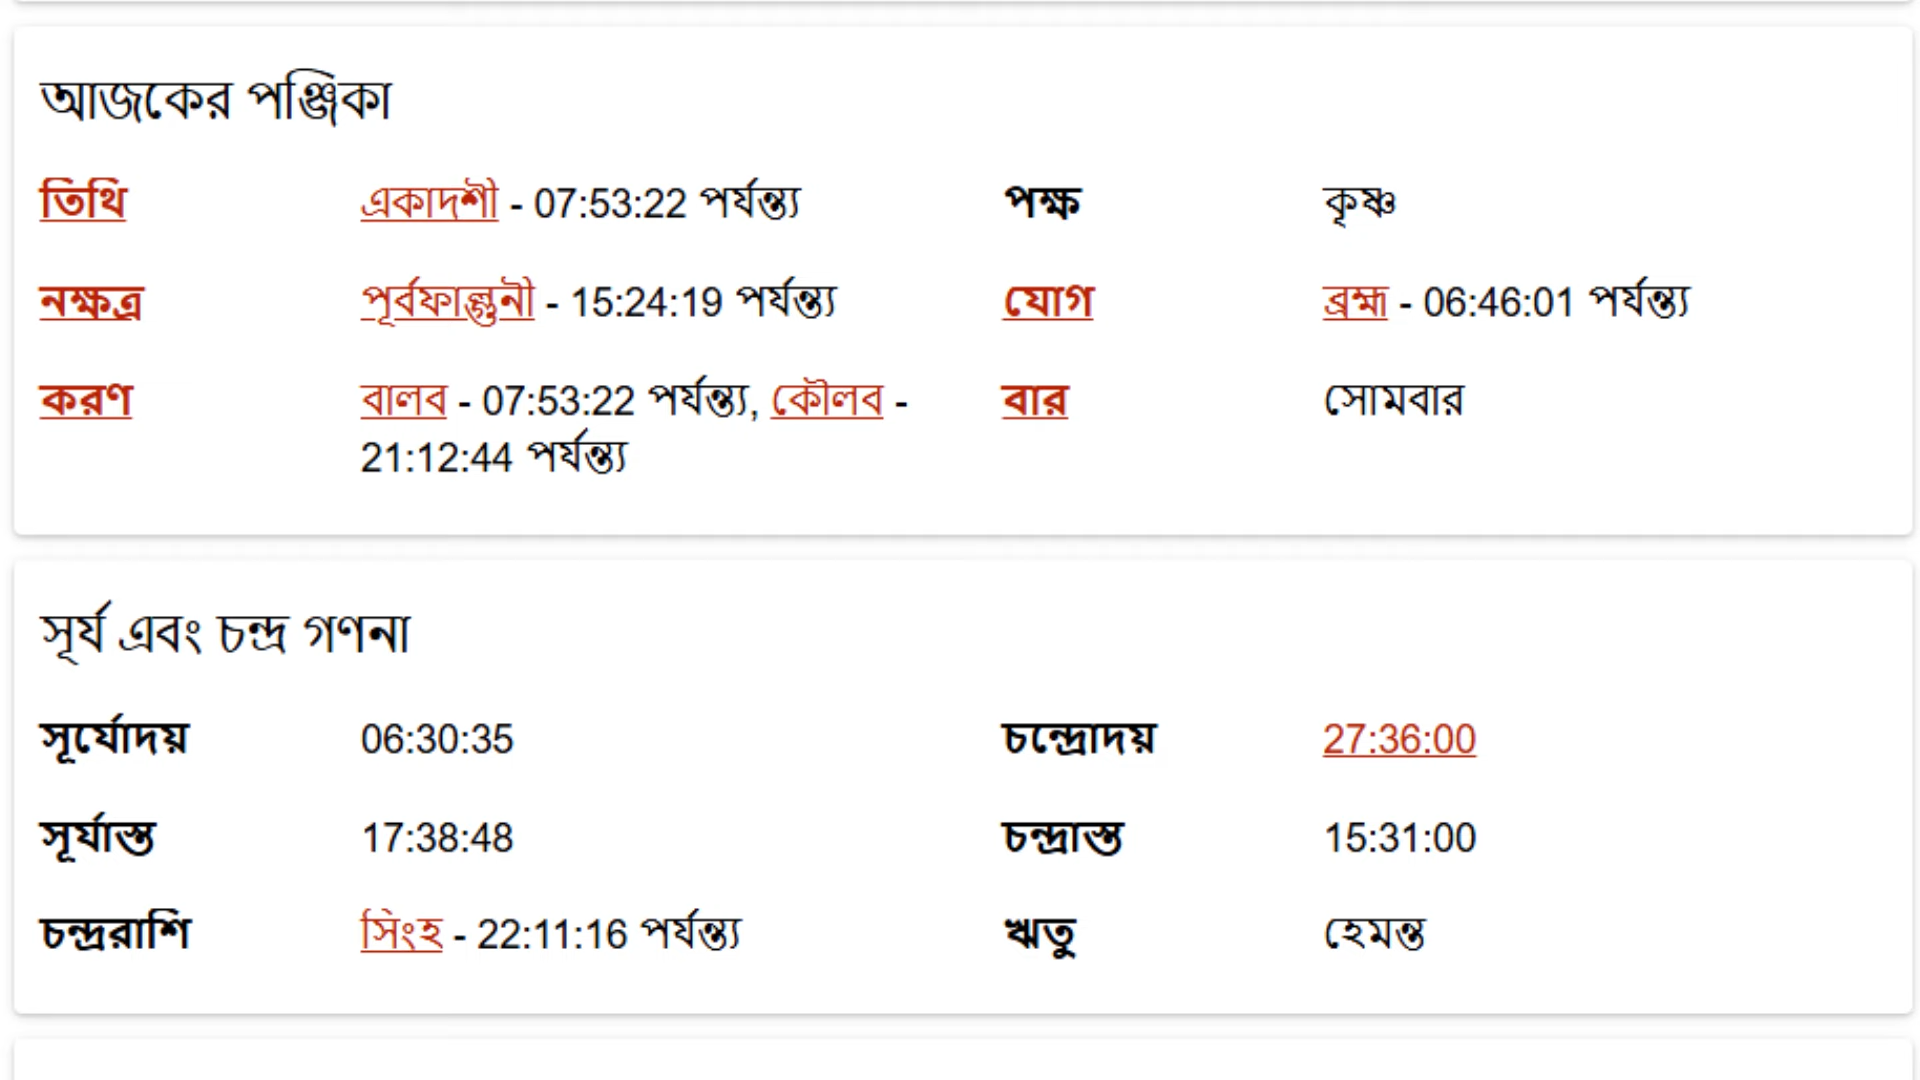 আজকের পঞ্জিকা
তিথি একাদশী - 07:53:22 পর্যন্ত্য পক্ষ কৃষ্ণ
নক্ষত্র পূর্বফাল্গুনী - 15:24:19 পর্যন্ত্য যোগ ব্রহ্ম - 06:46:01 পর্যন্ত্য
করণ বালব - 07:53:22 পর্যন্ত্য, কৌলব - বার সোমবার
21:12:44 পর্যন্ত্য
সূর্য এবং চন্দ্র গণনা
সূর্যোদয় 06:30:35 চন্দ্রোদয় 27:36:00
সূর্যাস্ত 17:38:48 চন্দ্রাস্ত 15:31:00
চন্দ্ররাশি সিংহ - 22:11:16 পর্যন্ত্য ঋতু হেমন্ত